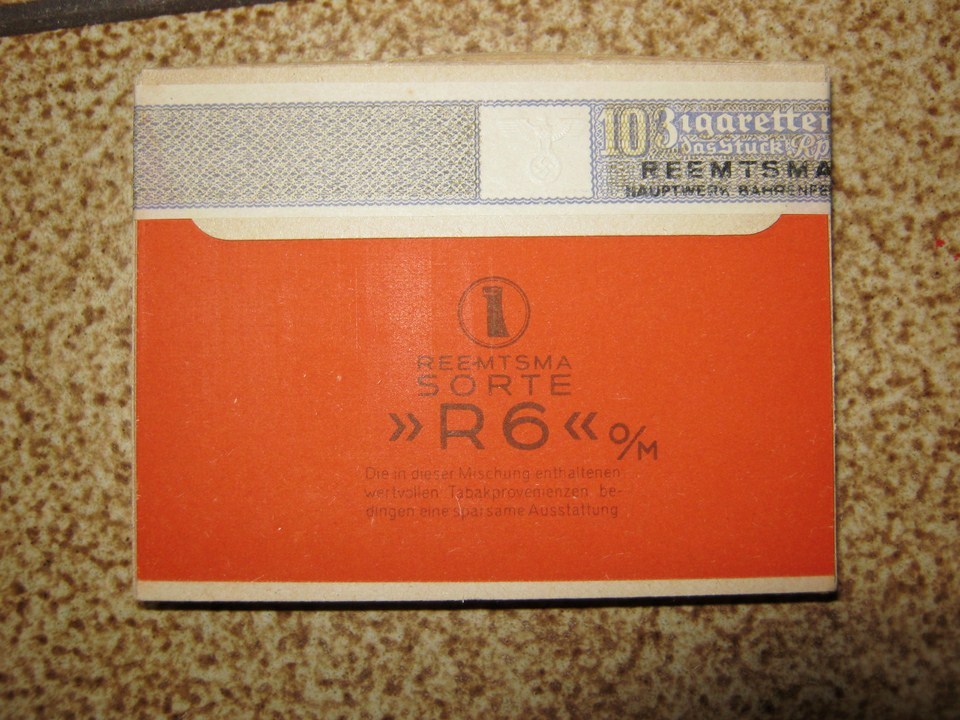 10 Zigaretten
das Stück Rp
REEMTSMA
HAUPTWERK BAHRENFE
REEMTSMA
SORTE
»R6« O/M
Die in dieser Mischung enthaltenen
wertvollen Tabakprovenienzen be-
dingen eine sparsame Ausstattung